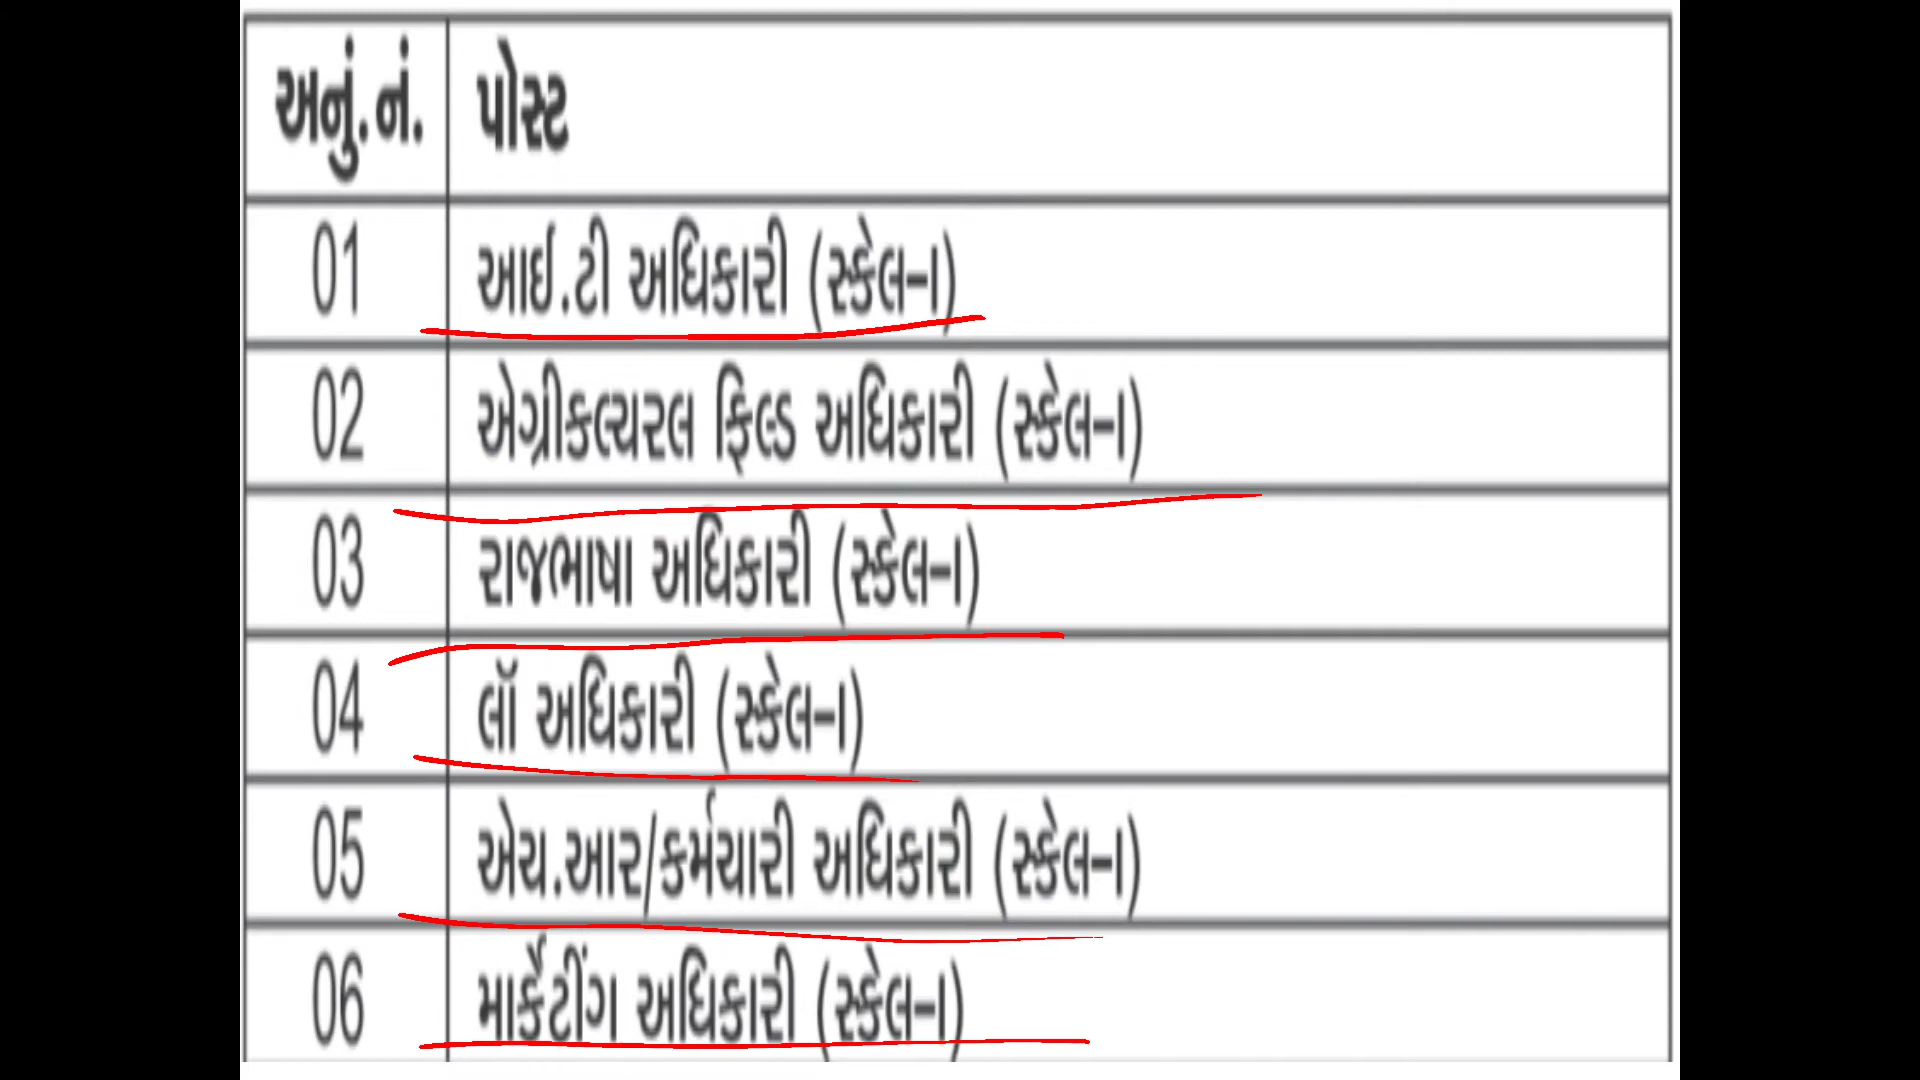 અનું.નં. પોસ્ટ
01 આઈ.ટી અધિકારી (સ્કેલ–I)
02 એગ્રીકલ્ચરલ ફિલ્ડ અધિકારી (સ્કેલ–I)
03 રાજભાષા અધિકારી (સ્કેલ–I)
04 લૉ અધિકારી (સ્કેલ–I)
05 એચ.આર/કર્મચારી અધિકારી (સ્કેલ–I)
06 માર્કેટીંગ અધિકારી (સ્કેલ–I)